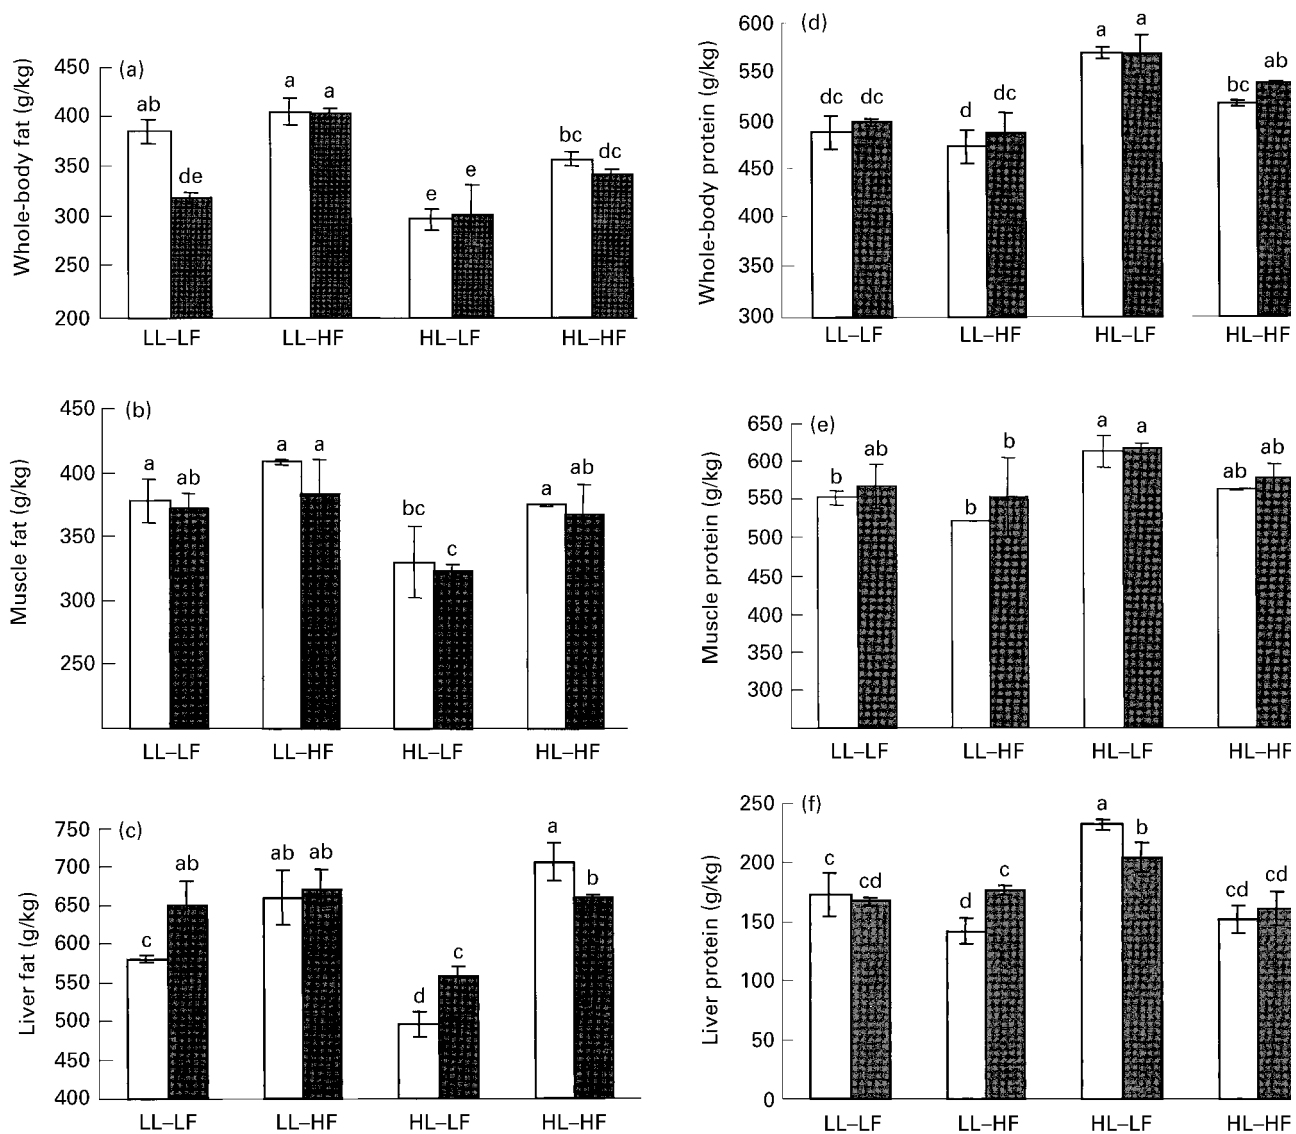 (a)
Whole-body fat (g/kg)
450
400
350
300
250
200
ab
de
a
a
e
e
bc
dc
LL–LF
LL–HF
HL–LF
HL–HF
(d)
Whole-body protein (g/kg)
600
550
500
450
400
350
300
dc
dc
d
dc
a
a
bc
ab
LL–LF
LL–HF
HL–LF
HL–HF
(b)
Muscle fat (g/kg)
450
400
350
300
250
a
ab
a
a
bc
c
a
ab
LL–LF
LL–HF
HL–LF
HL–HF
(e)
Muscle protein (g/kg)
650
600
550
500
450
400
350
300
b
ab
b
b
a
a
ab
ab
LL–LF
LL–HF
HL–LF
HL–HF
(c)
Liver fat (g/kg)
750
700
650
600
550
500
450
400
c
ab
ab
ab
d
c
a
b
LL–LF
LL–HF
HL–LF
HL–HF
(f)
Liver protein (g/kg)
250
200
150
100
50
0
c
cd
d
c
a
b
cd
cd
LL–LF
LL–HF
HL–LF
HL–HF